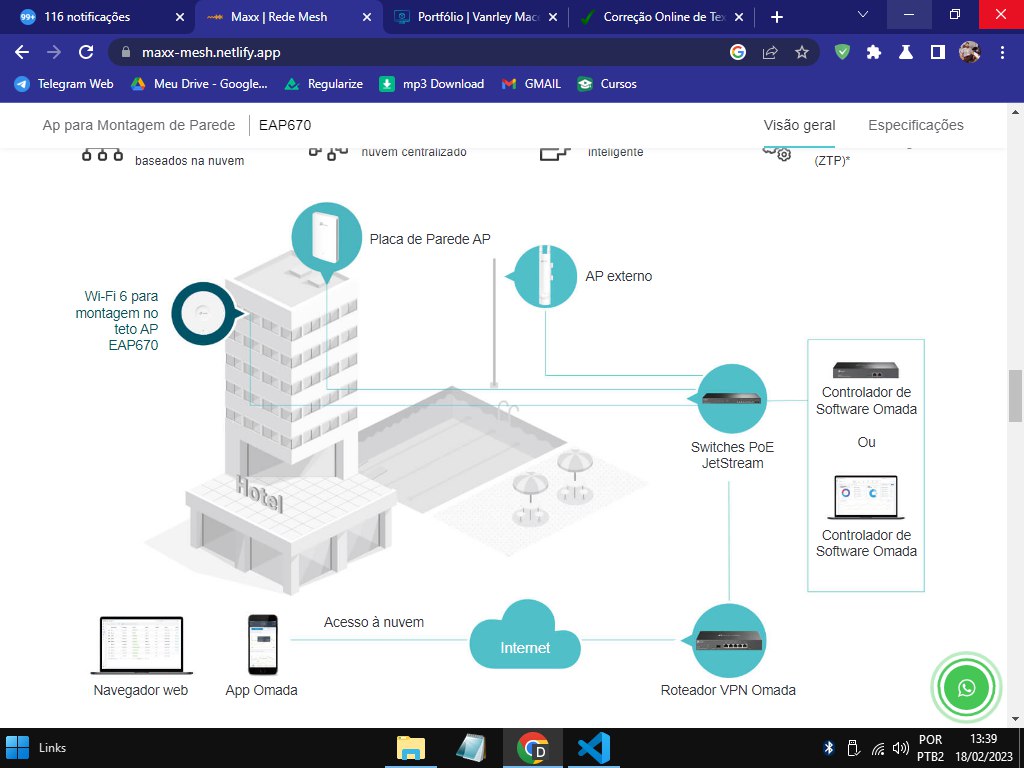 116 notificações
Maxx | Rede Mesh
Portfólio | Vanrley Mac
Correção Online de Tex
maxx-mesh.netlify.app
Telegram Web
Meu Drive - Google...
Regularize
mp3 Download
GMAIL
Cursos
Ap para Montagem de Parede
EAP670
Visão geral
Especificações
baseados na nuvem
nuvem centralizado
inteligente
(ZTP)*
Placa de Parede AP
AP externo
Wi-Fi 6 para
montagem no
teto AP
EAP670
Controlador de
Software Omada
Ou
Controlador de
Software Omada
Switches PoE
JetStream
Hotel
Acesso à nuvem
Internet
Navegador web
App Omada
Roteador VPN Omada
Links
POR
PTB2
13:39
18/02/2023